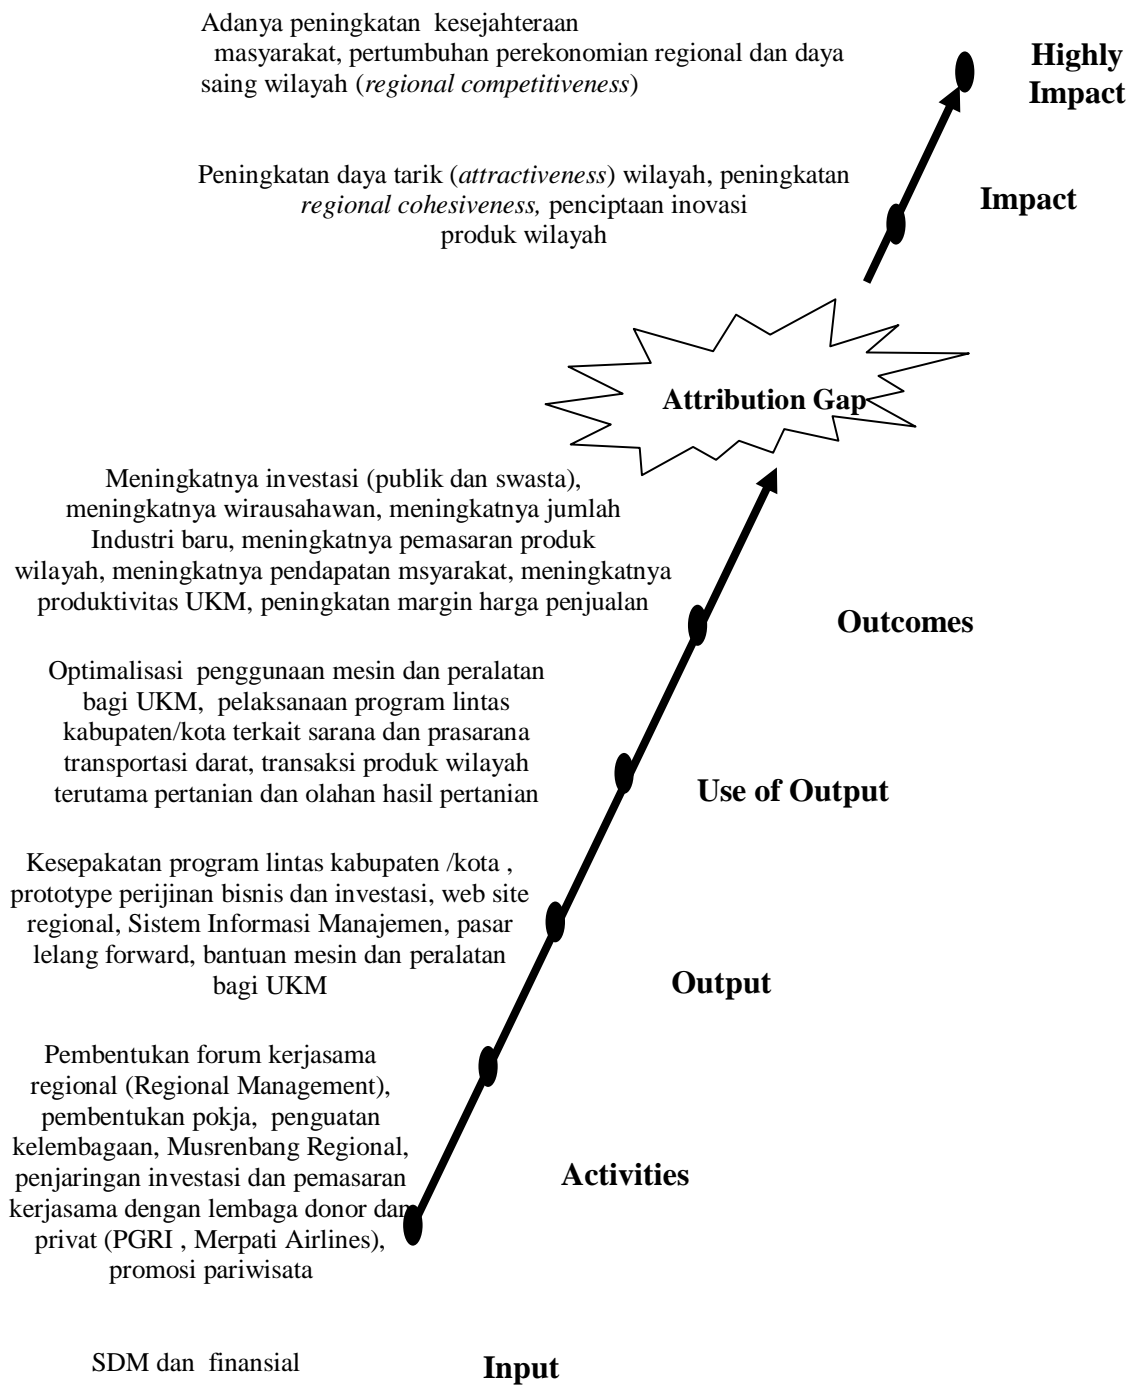 Adanya peningkatan kesejahteraan
masyarakat, pertumbuhan perekonomian regional dan daya
saing wilayah (regional competitiveness)
Highly
Impact
Peningkatan daya tarik (attractiveness) wilayah, peningkatan
regional cohesiveness, penciptaan inovasi
produk wilayah
Impact
Attribution Gap
Meningkatnya investasi (publik dan swasta),
meningkatnya wirausahawan, meningkatnya jumlah
Industri baru, meningkatnya pemasaran produk
wilayah, meningkatnya pendapatan msyarakat, meningkatnya
produktivitas UKM, peningkatan margin harga penjualan
Outcomes
Optimalisasi penggunaan mesin dan peralatan
bagi UKM, pelaksanaan program lintas
kabupaten/kota terkait sarana dan prasarana
transportasi darat, transaksi produk wilayah
terutama pertanian dan olahan hasil pertanian
Use of Output
Kesepakatan program lintas kabupaten /kota ,
prototype perijinan bisnis dan investasi, web site
regional, Sistem Informasi Manajemen, pasar
lelang forward, bantuan mesin dan peralatan
bagi UKM
Output
Pembentukan forum kerjasama
regional (Regional Management),
pembentukan pokja, penguatan
kelembagaan, Musrenbang Regional,
penjaringan investasi dan pemasaran
kerjasama dengan lembaga donor dan
privat (PGRI , Merpati Airlines),
promosi pariwisata
Activities
SDM dan finansial
Input